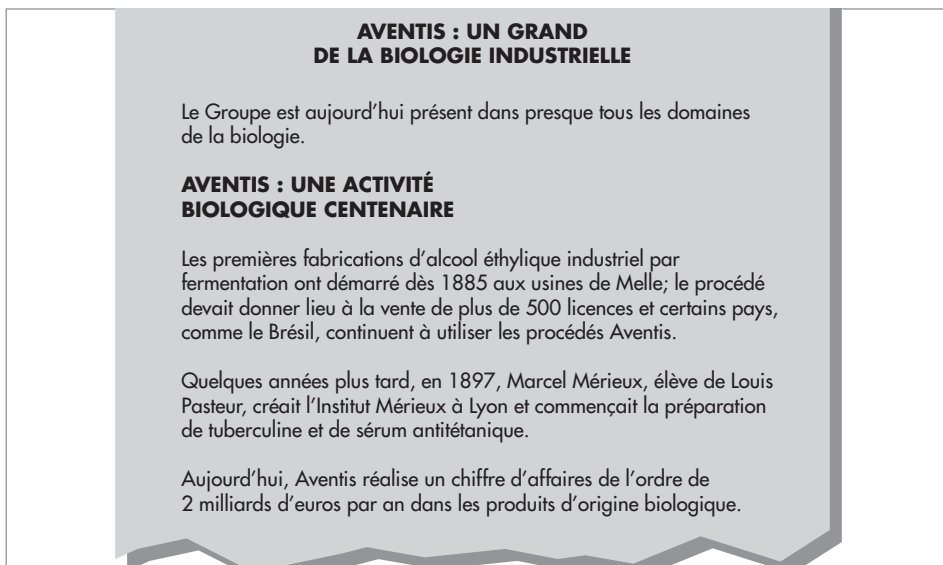 AVENTIS : UN GRAND
DE LA BIOLOGIE INDUSTRIELLE
Le Groupe est aujourd’hui présent dans presque tous les domaines
de la biologie.
AVENTIS : UNE ACTIVITÉ
BIOLOGIQUE CENTENAIRE
Les premières fabrications d’alcool éthylique industriel par
fermentation ont démarré dès 1885 aux usines de Melle; le procédé
devait donner lieu à la vente de plus de 500 licences et certains pays,
comme le Brésil, continuent à utiliser les procédés Aventis.
Quelques années plus tard, en 1897, Marcel Mérieux, élève de Louis
Pasteur, créait l’Institut Mérieux à Lyon et commençait la préparation
de tuberculine et de sérum antitétanique.
Aujourd’hui, Aventis réalise un chiffre d’affaires de l’ordre de
2 milliards d’euros par an dans les produits d’origine biologique.